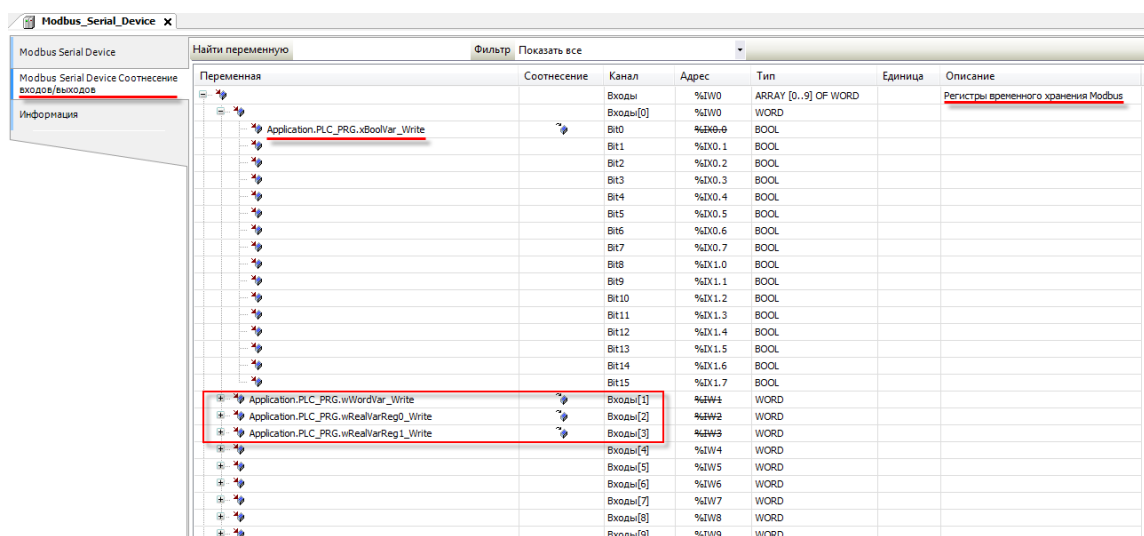 Modbus_Serial_Device x
Modbus Serial Device
Modbus Serial Device Соотнесение
входов/выходов
Информация
Найти переменную Фильтр Показать все
Переменная Соотнесение Канал Адрес Тип Единица Описание
Входы %IW0 ARRAY [0..9] OF WORD Регистры временного хранения Modbus
Входы[0] %IW0 WORD
Application.PLC_PRG.xBoolVar_Write Bit0 %IX0.0 BOOL
Bit1 %IX0.1 BOOL
Bit2 %IX0.2 BOOL
Bit3 %IX0.3 BOOL
Bit4 %IX0.4 BOOL
Bit5 %IX0.5 BOOL
Bit6 %IX0.6 BOOL
Bit7 %IX0.7 BOOL
Bit8 %IX1.0 BOOL
Bit9 %IX1.1 BOOL
Bit10 %IX1.2 BOOL
Bit11 %IX1.3 BOOL
Bit12 %IX1.4 BOOL
Bit13 %IX1.5 BOOL
Bit14 %IX1.6 BOOL
Bit15 %IX1.7 BOOL
Application.PLC_PRG.wWordVar_Write Входы[1] %IW1 WORD
Application.PLC_PRG.wRealVarReg0_Write Входы[2] %IW2 WORD
Application.PLC_PRG.wRealVarReg1_Write Входы[3] %IW3 WORD
Входы[4] %IW4 WORD
Входы[5] %IW5 WORD
Входы[6] %IW6 WORD
Входы[7] %IW7 WORD
Входы[8] %IW8 WORD
Входы[9] %IW9 WORD